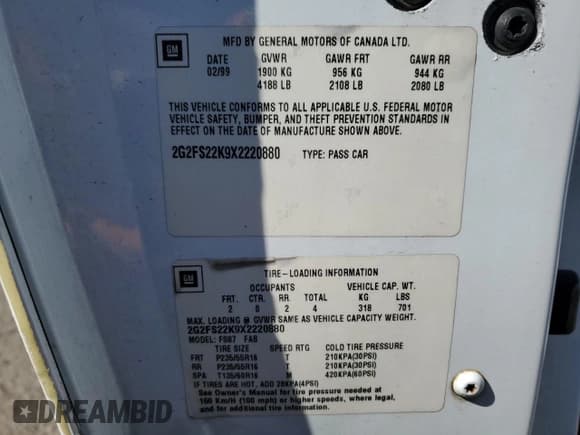 GM
MFD BY GENERAL MOTORS OF CANADA LTD.
DATE GVWR GAWR FRT GAWR RR
02/99 1900 KG 956 KG 944 KG
4188 LB 2108 LB 2080 LB
THIS VEHICLE CONFORMS TO ALL APPLICABLE U.S. FEDERAL MOTOR
VEHICLE SAFETY, BUMPER, AND THEFT PREVENTION STANDARDS IN
EFFECT ON THE DATE OF MANUFACTURE SHOWN ABOVE.
2G2FS22K9X2220880 TYPE: PASS CAR
GM
TIRE-LOADING INFORMATION
OCCUPANTS VEHICLE CAP. WT.
FRT. CTR. RR. TOTAL KG LBS
2 0 2 4 318 701
MAX. LOADING @ GVWR SAME AS VEHICLE CAPACITY WEIGHT.
2G2FS22K9X2220880
MODEL: FS87 FAB
TIRE SIZE SPEED RTG COLD TIRE PRESSURE
FRT P235/55R16 T 210KPA(30PSI)
RR P235/55R16 T 210KPA(30PSI)
SPA T135/80R16 M 420KPA(60PSI)
IF TIRES ARE HOT, ADD 28KPA(4PSI)
See Owner's Manual for tire pressure needed at
160 Km/H (100 mph) or higher speeds, where legal,
and for additional tire information.
DREAMBID